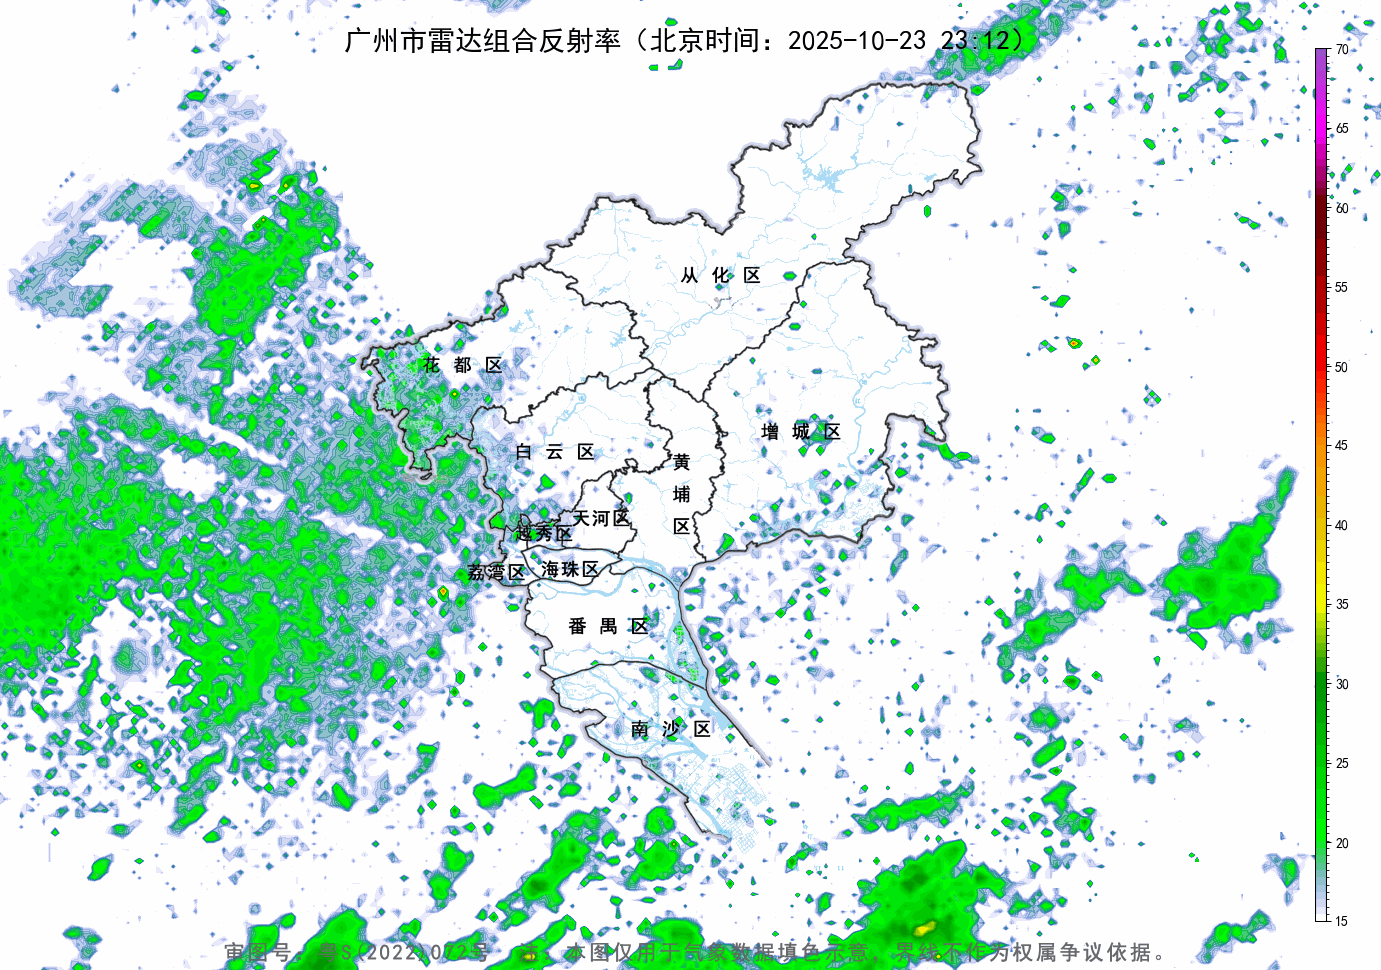 广州市雷达组合反射率（北京时间：2025-10-23 23:12）
70
65
60
55
50
45
40
35
30
25
20
15
从化区
花都区
增城区
白云区
黄埔区
天河区
越秀区
荔湾区
海珠区
番禺区
南沙区
审图号：粤S(2022)072号 注：本图仅用于气象数据填色示意，界线不作为权属争议依据。